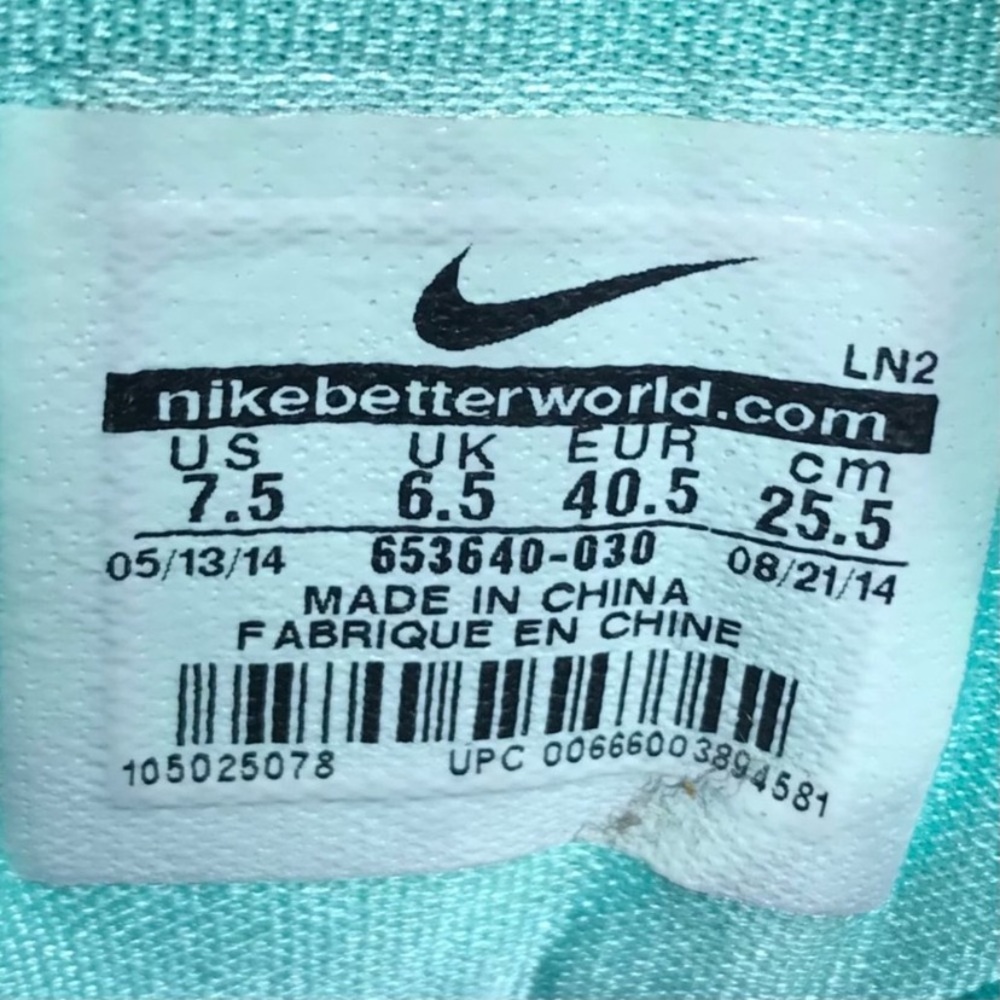 LN2
nikebetterworld.com
US UK EUR cm
7.5 6.5 40.5 25.5
05/13/14 653640-030 08/21/14
MADE IN CHINA
FABRIQUE EN CHINE
105025078 UPC 00666003894581